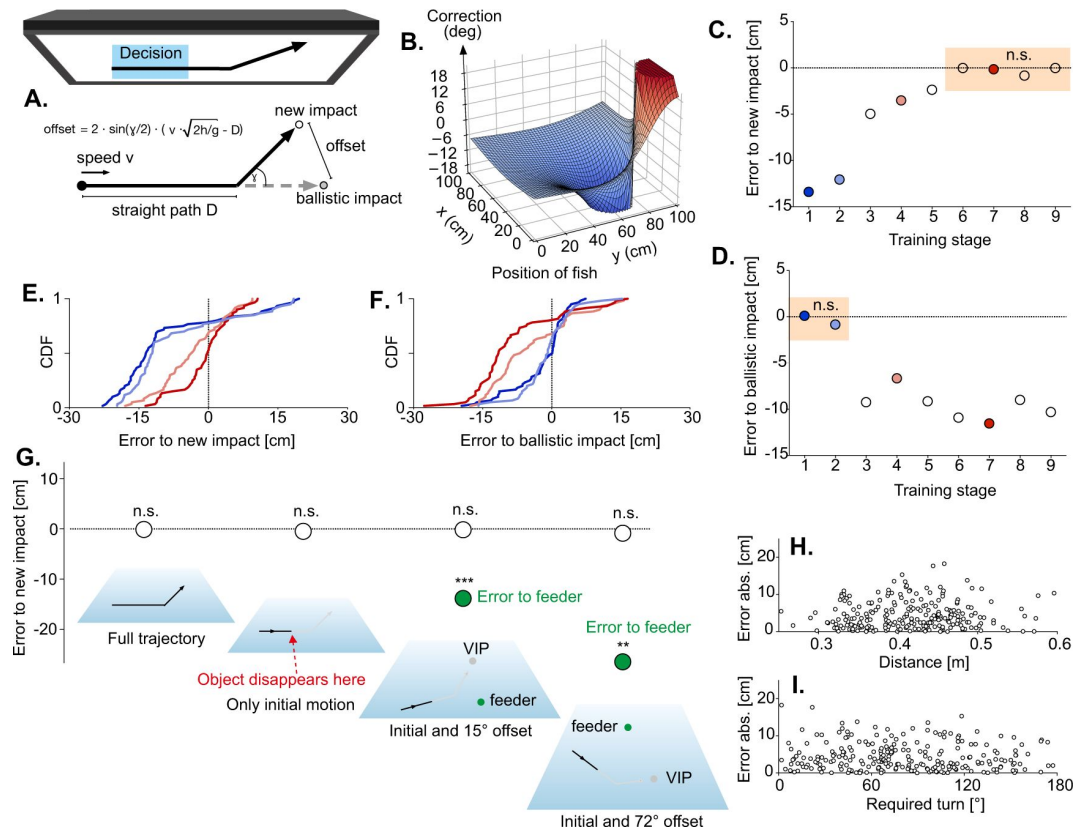 Decision
A.
offset = 2 · sin(γ/2) · ( v ·√2h/g - D)
new impact
offset
speed v
γ
ballistic impact
straight path D
B.
Correction
(deg)
18
12
6
0
−6
−12
−18
100
80
60
40
20
0
x (cm)
0
20
40
60
80
100
y (cm)
Position of fish
C.
Error to new impact [cm]
5
0
-5
-10
-15
n.s.
1 2 3 4 5 6 7 8 9
Training stage
D.
Error to ballistic impact [cm]
5
0
-5
-10
-15
n.s.
1 2 3 4 5 6 7 8 9
Training stage
E.
CDF
1
0
-30 -15 0 15 30
Error to new impact [cm]
F.
CDF
1
0
-30 -15 0 15 30
Error to ballistic impact [cm]
G.
Error to new impact [cm]
10
0
-10
-20
n.s.
n.s.
n.s.
n.s.
Full trajectory
Object disappears here
Only initial motion
***
Error to feeder
VIP
feeder
Initial and 15° offset
Error to feeder
**
feeder
VIP
Initial and 72° offset
H.
Error abs. [cm]
20
10
0
0.3 0.4 0.5 0.6
Distance [m]
I.
Error abs. [cm]
20
10
0
0 60 120 180
Required turn [°]